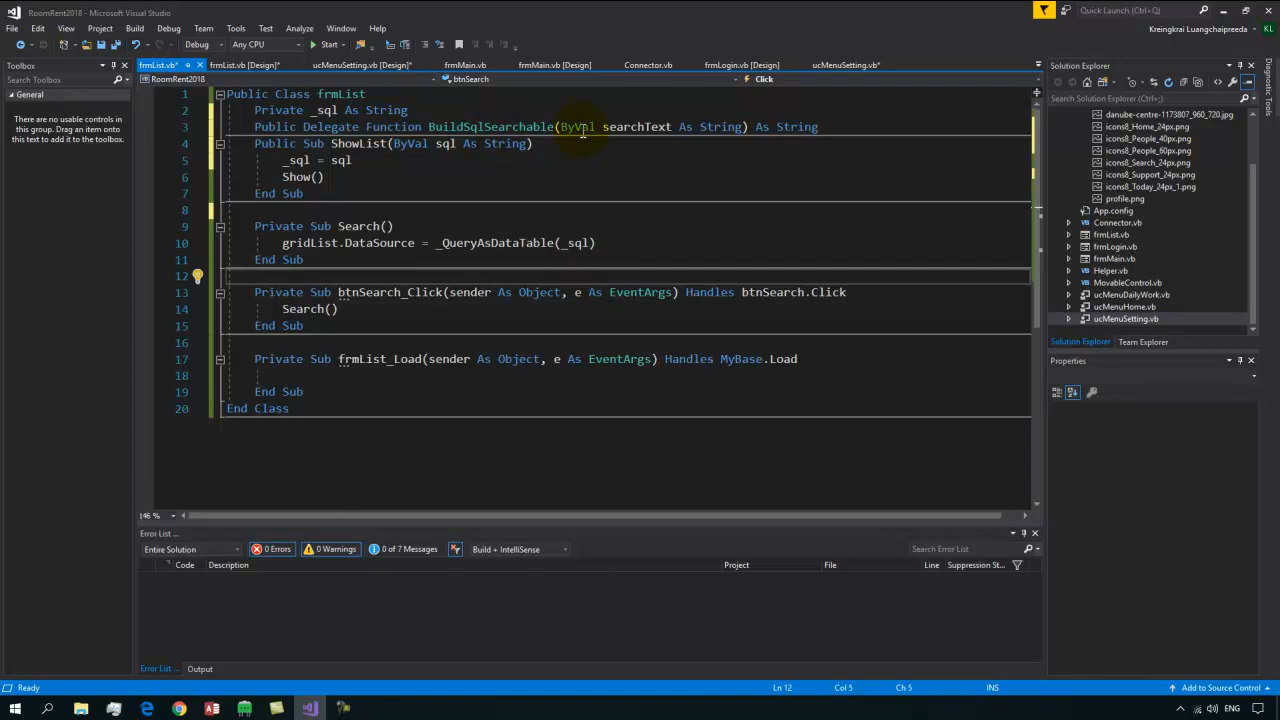 RoomRent2018 - Microsoft Visual Studio
Quick Launch (Ctrl+Q)
File Edit View Project Build Debug Team Tools Test Analyze Window Help
Kreingkrai Luangchaipreeda KL
Debug Any CPU Start
Toolbox
frmList.vb* frmList.vb [Design]* ucMenuSetting.vb [Design]* frmMain.vb frmMain.vb [Design] Connector.vb frmLogin.vb [Design] ucMenuSetting.vb*
Solution Explorer
Search Toolbox
RoomRent2018 btnSearch Click
General
There are no usable controls in
this group. Drag an item onto
this text to add it to the toolbox.
1 Public Class frmList
2 Private _sql As String
3 Public Delegate Function BuildSqlSearchable(ByVal searchText As String) As String
4 Public Sub ShowList(ByVal sql As String)
5 _sql = sql
6 Show()
7 End Sub
8
9 Private Sub Search()
10 gridList.DataSource = _QueryAsDataTable(_sql)
11 End Sub
12
13 Private Sub btnSearch_Click(sender As Object, e As EventArgs) Handles btnSearch.Click
14 Search()
15 End Sub
16
17 Private Sub frmList_Load(sender As Object, e As EventArgs) Handles MyBase.Load
18
19 End Sub
20 End Class
Search Solution Explorer (Ctrl+;)
danube-centre-1173807_960_720.jpg
icons8_Home_24px.png
icons8_People_40px.png
icons8_People_60px.png
icons8_Search_24px.png
icons8_Support_24px.png
icons8_Today_24px_1.png
profile.png
App.config
Connector.vb
frmList.vb
frmLogin.vb
frmMain.vb
Helper.vb
MovableControl.vb
ucMenuDailyWork.vb
ucMenuHome.vb
ucMenuSetting.vb
Solution Explorer Team Explorer
Properties
Diagnostic Tools
146 %
Error List ...
Entire Solution 0 Errors 0 Warnings 0 of 7 Messages Build + IntelliSense Search Error List
Code Description Project File Line Suppression St...
Error List ... Output
Ready Ln 12 Col 5 Ch 5 INS Add to Source Control
ENG